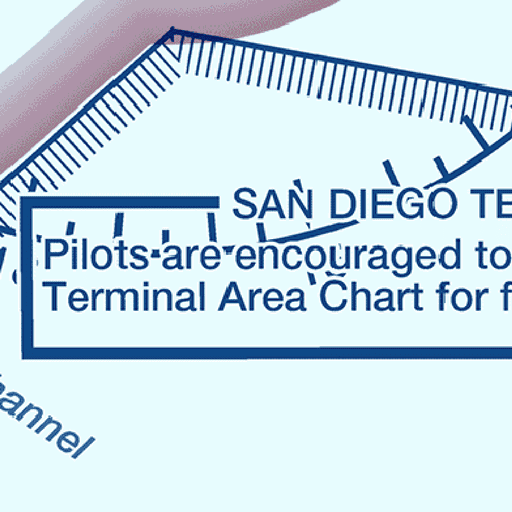 SAN DIEGO TE
Pilots are encouraged to
Terminal Area Chart for f
annel